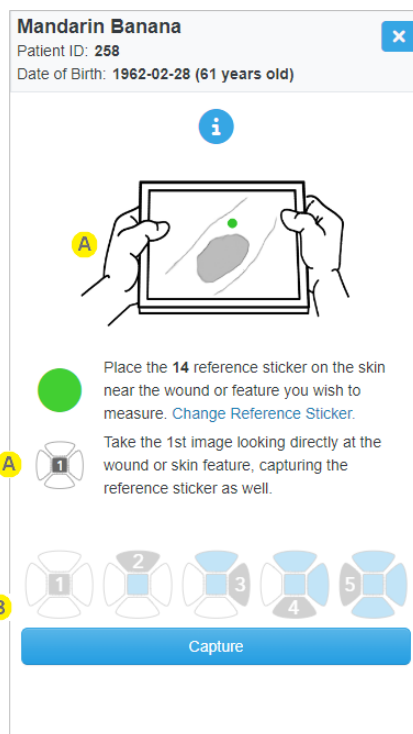 Mandarin Banana
Patient ID: 258
Date of Birth: 1962-02-28 (61 years old)
A
Place the 14 reference sticker on the skin
near the wound or feature you wish to
measure. Change Reference Sticker.
A
1
Take the 1st image looking directly at the
wound or skin feature, capturing the
reference sticker as well.
1 2 3 4 5
Capture